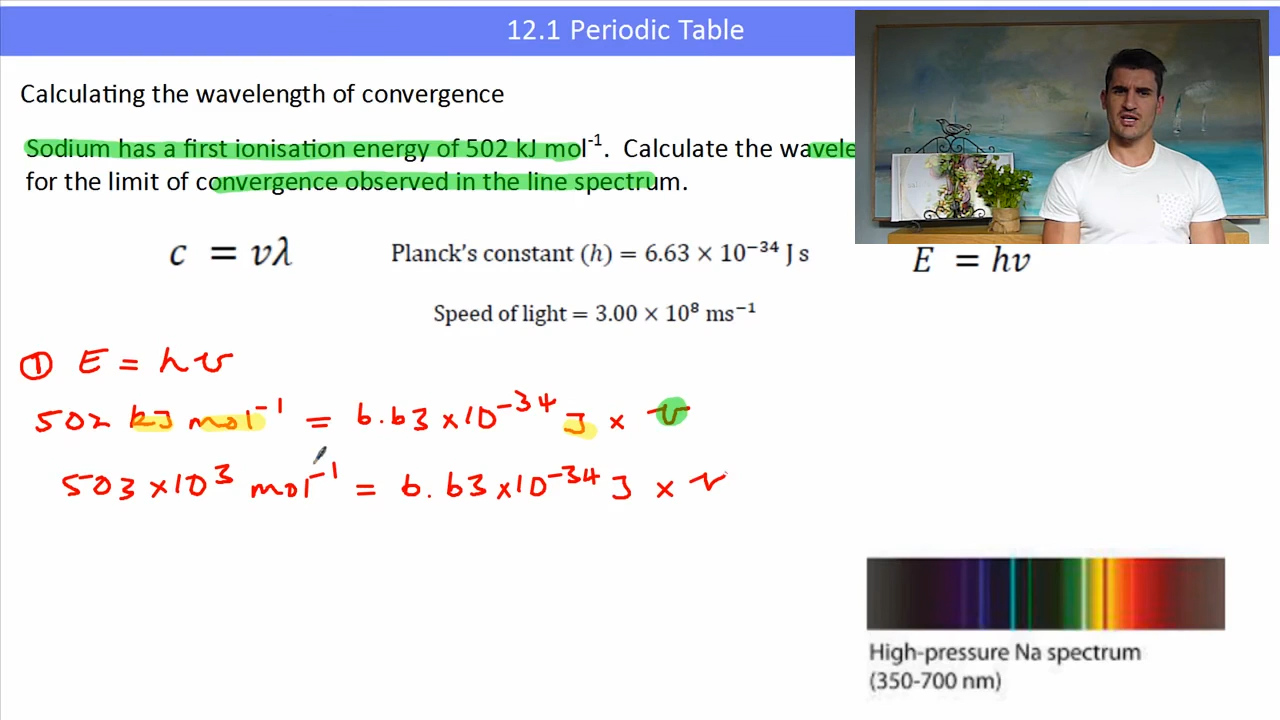 12.1 Periodic Table
Calculating the wavelength of convergence
Sodium has a first ionisation energy of 502 kJ mol⁻¹. Calculate the wavele
for the limit of convergence observed in the line spectrum.
c = vλ
Planck's constant (h) = 6.63 × 10⁻³⁴ J s
E = hv
Speed of light = 3.00 × 10⁸ ms⁻¹
① E = hv
502 kJ mol⁻¹ = 6.63 × 10⁻³⁴ J × v
503 × 10³ mol⁻¹ = 6.63 × 10⁻³⁴ J × v
High-pressure Na spectrum
(350-700 nm)